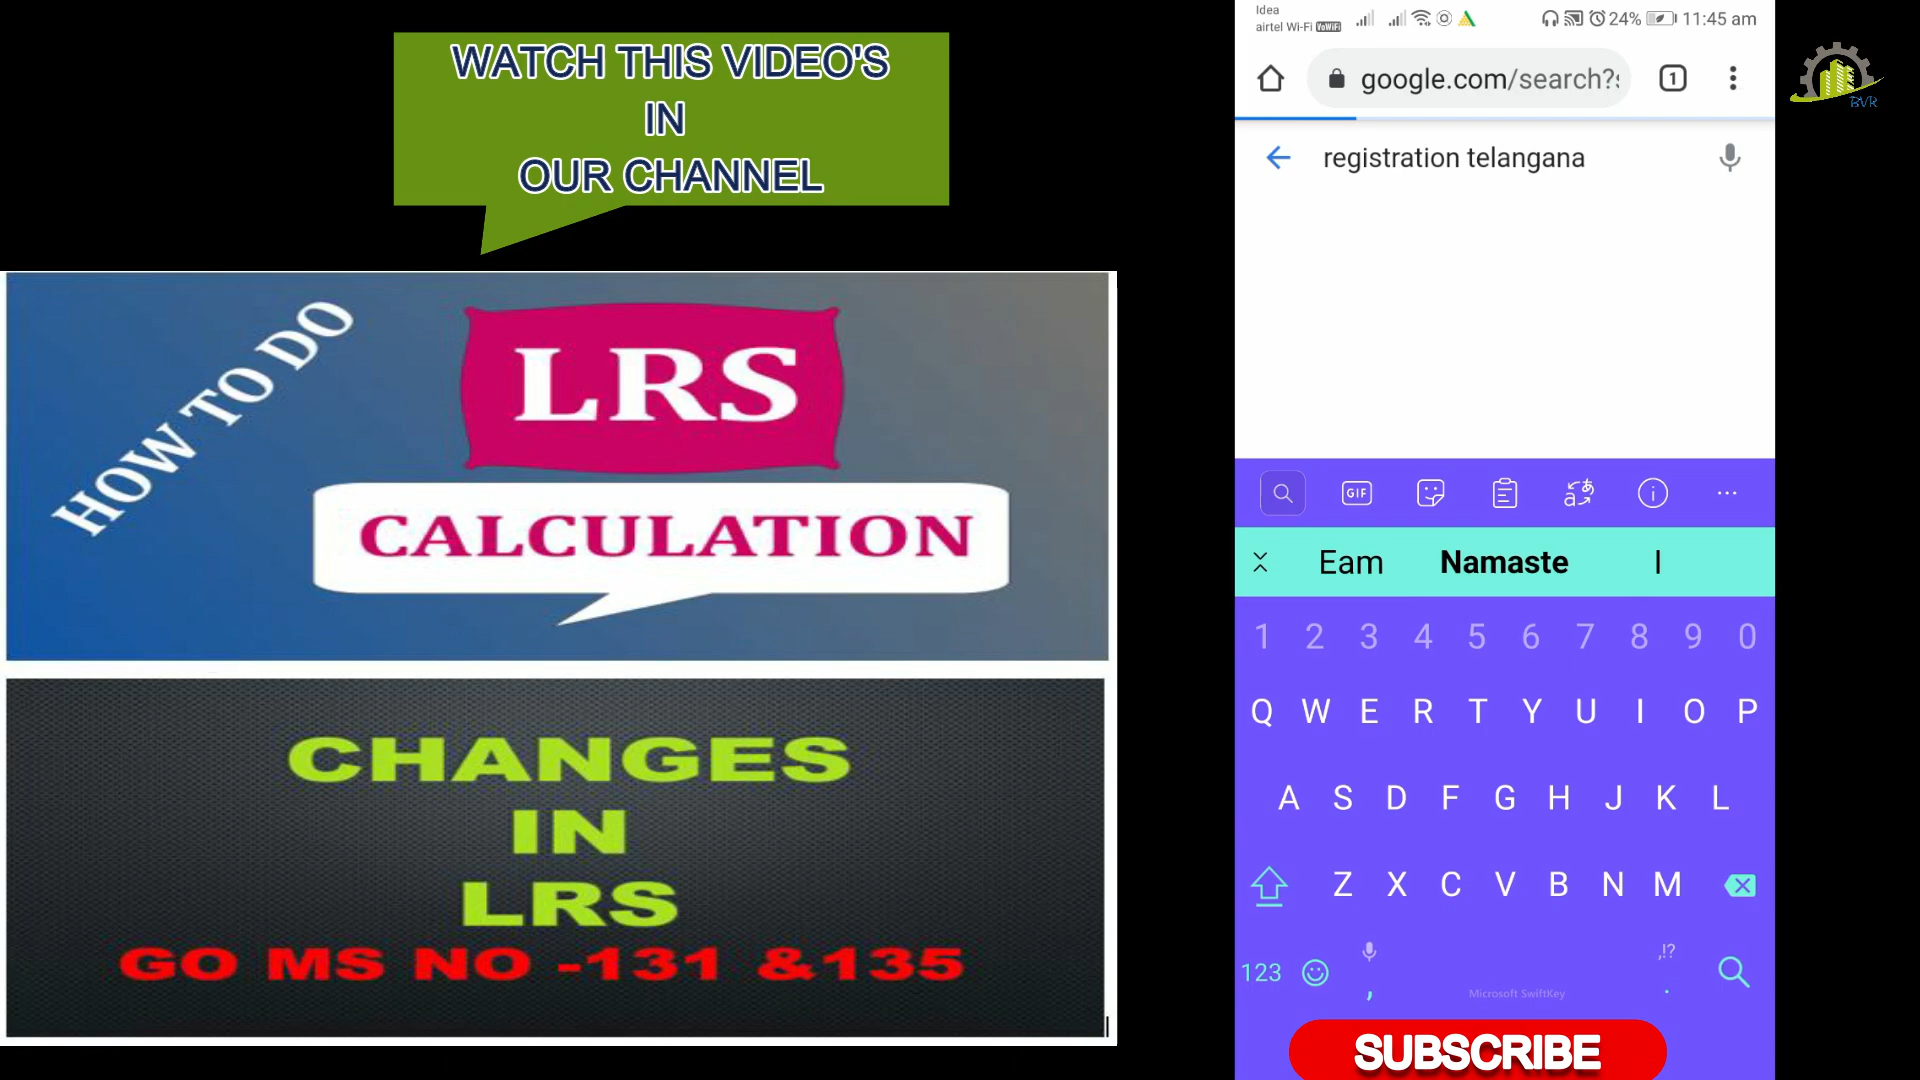 WATCH THIS VIDEO'S
IN
OUR CHANNEL
HOW TO DO
LRS
CALCULATION
CHANGES
IN
LRS
GO MS NO -131 &135
Idea
airtel Wi-Fi VoWiFi
24% 11:45 am
google.com/search?s
1
registration telangana
GIF
Eam Namaste I
1 2 3 4 5 6 7 8 9 0
Q W E R T Y U I O P
A S D F G H J K L
Z X C V B N M
123 , Microsoft SwiftKey ,!? .
SUBSCRIBE
BVR